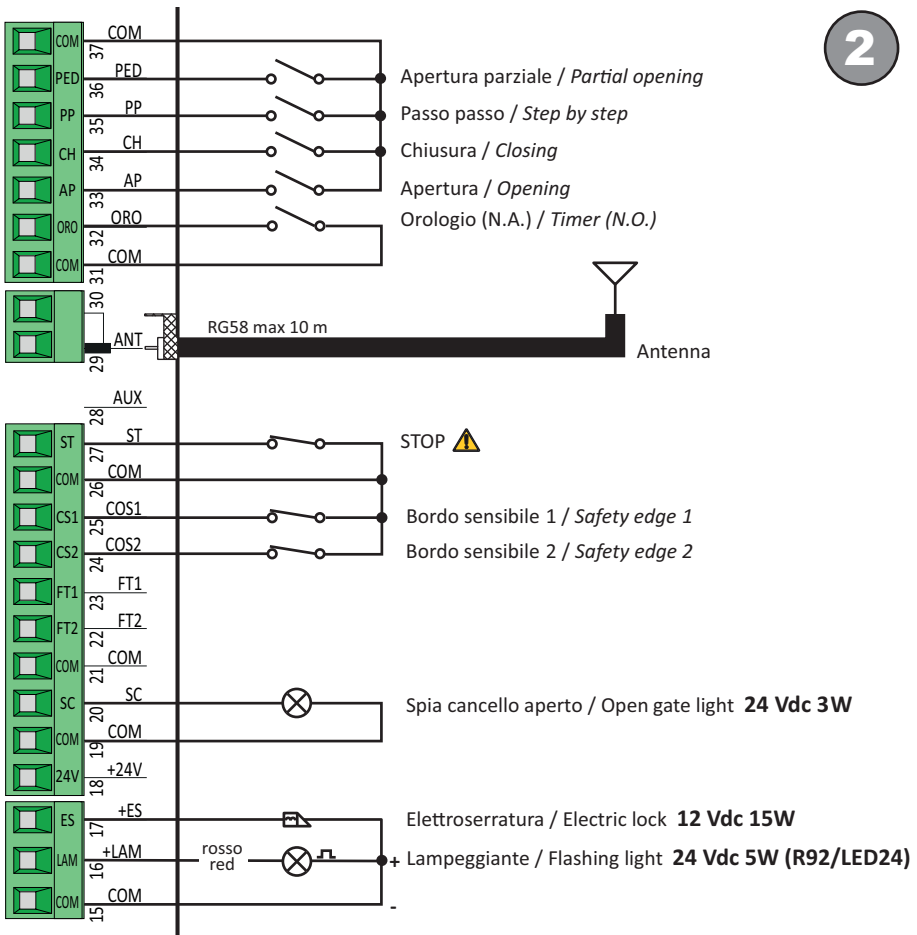 2
COM COM
37
PED PED Apertura parziale / Partial opening
36
PP PP Passo passo / Step by step
35
CH CH Chiusura / Closing
34
AP AP Apertura / Opening
33
ORO ORO Orologio (N.A.) / Timer (N.O.)
32
COM COM
31
30
RG58 max 10 m
ANT Antenna
29
AUX
28
ST ST STOP
27
COM COM
26
CS1 COS1 Bordo sensibile 1 / Safety edge 1
25
CS2 COS2 Bordo sensibile 2 / Safety edge 2
24
FT1 FT1
23
FT2 FT2
22
COM COM
21
SC SC Spia cancello aperto / Open gate light 24 Vdc 3W
20
COM COM
19
24V +24V
18
ES +ES Elettroserratura / Electric lock 12 Vdc 15W
17
LAM +LAM rosso red + Lampeggiante / Flashing light 24 Vdc 5W (R92/LED24)
16
COM COM -
15